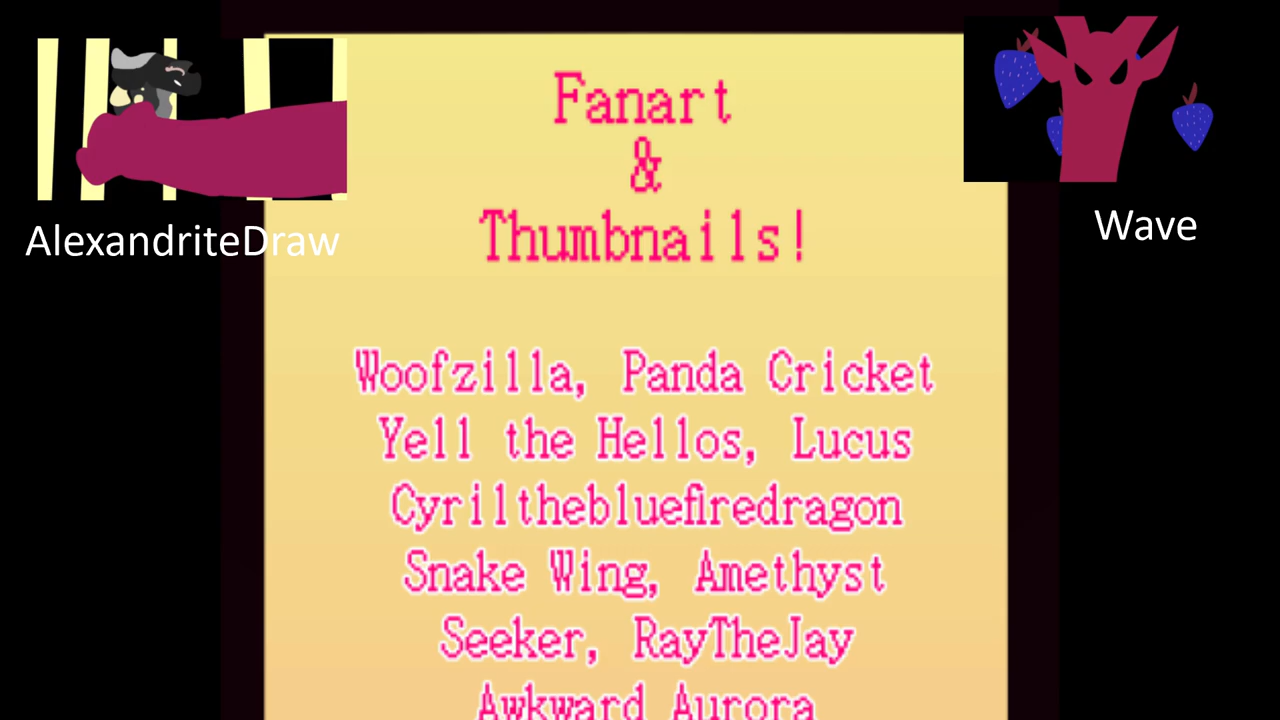 Fanart
&
Thumbnails!
AlexandriteDraw
Wave
Woofzilla, Panda Cricket
Yell the Hellos, Lucus
Cyrilthebluefiredragon
Snake Wing, Amethyst
Seeker, RayTheJay
Awkward Aurora